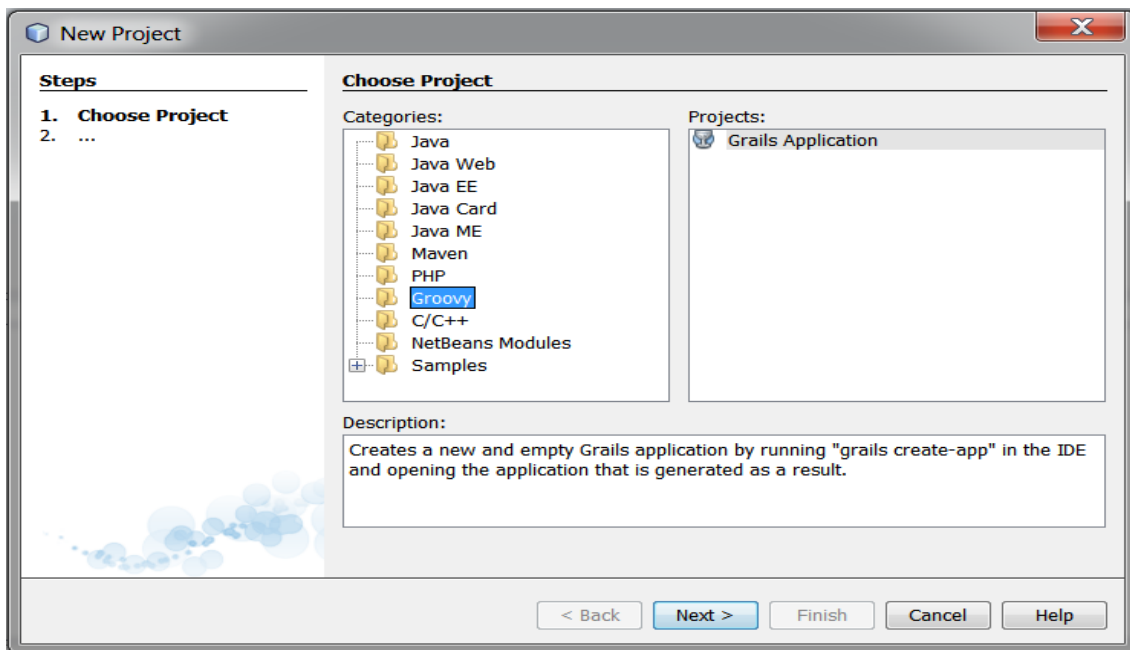 New Project
Steps
1. Choose Project
2. ...
Choose Project
Categories:
Java
Java Web
Java EE
Java Card
Java ME
Maven
PHP
Groovy
C/C++
NetBeans Modules
Samples
Projects:
Grails Application
Description:
Creates a new and empty Grails application by running "grails create-app" in the IDE
and opening the application that is generated as a result.
< Back
Next >
Finish
Cancel
Help